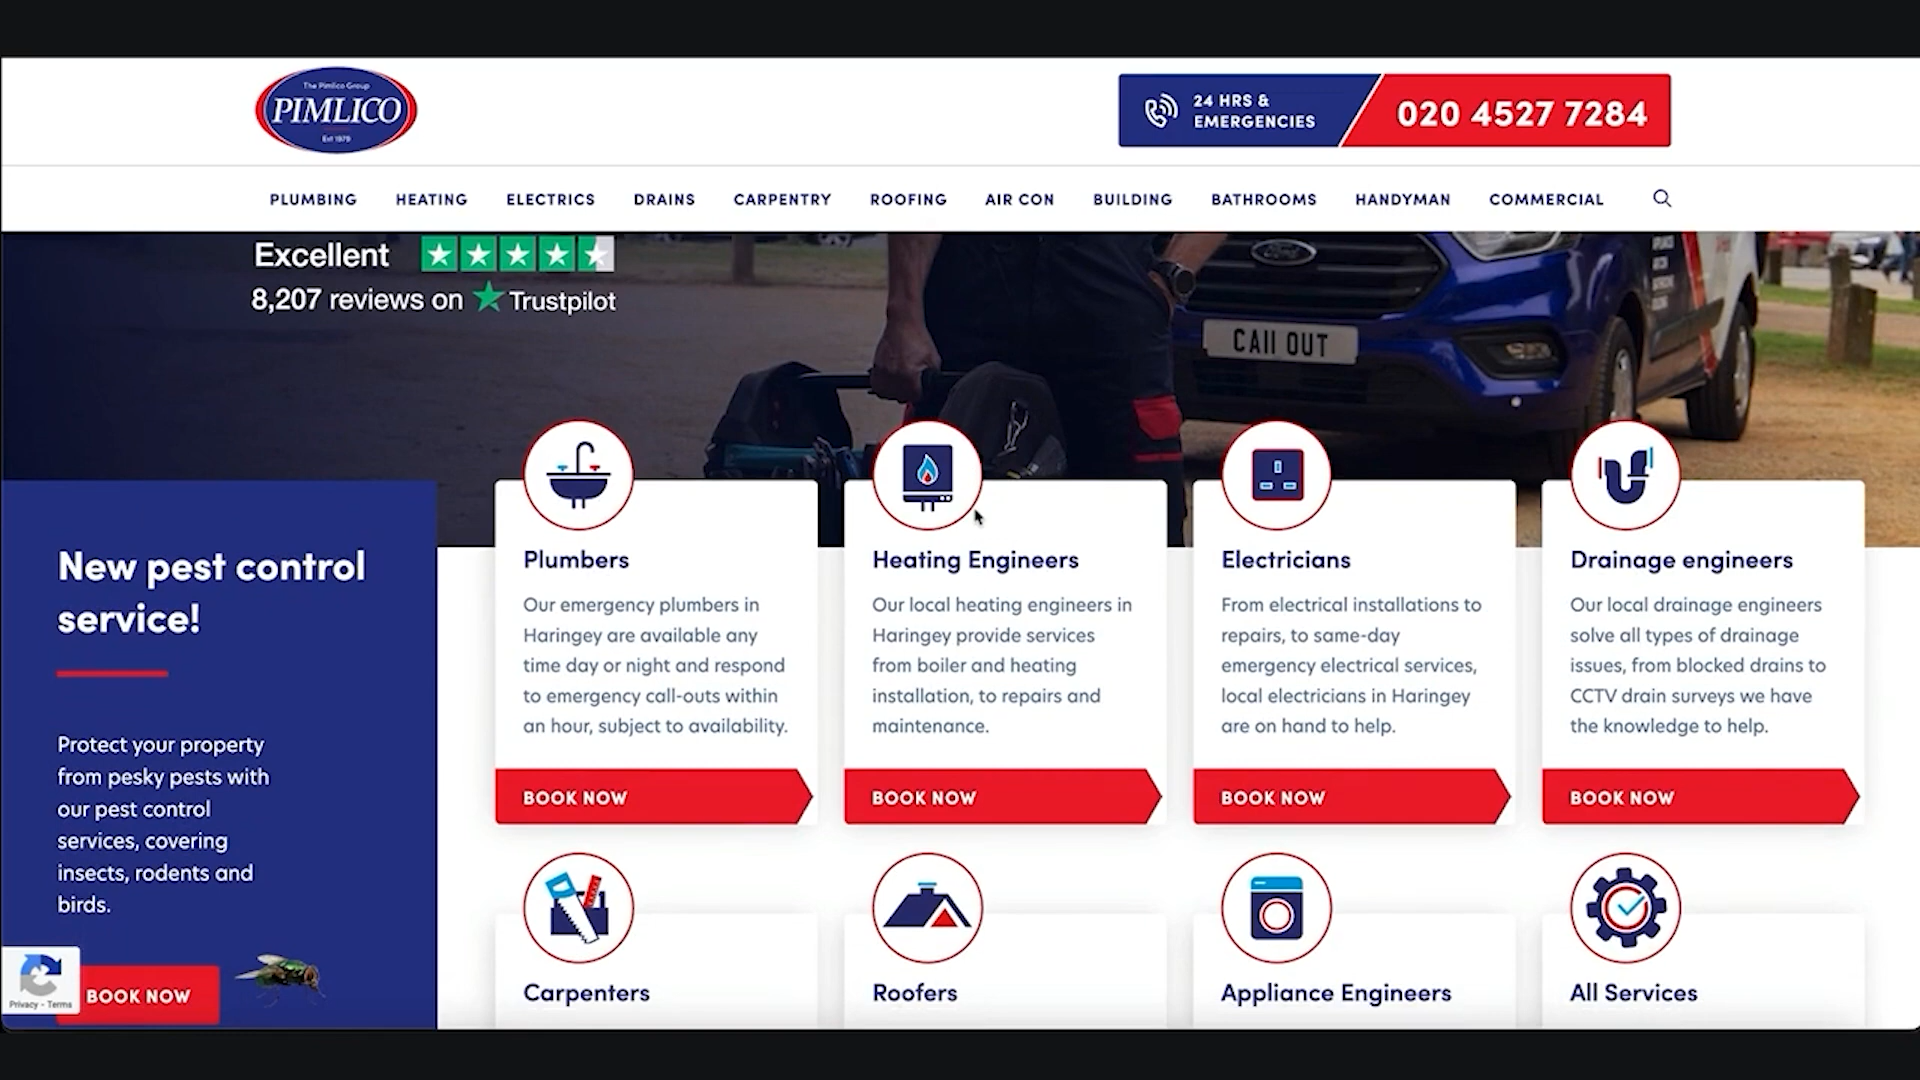 The Pimlico Group
PIMLICO
Est 1979
24 HRS &
EMERGENCIES
020 4527 7284
PLUMBING HEATING ELECTRICS DRAINS CARPENTRY ROOFING AIR CON BUILDING BATHROOMS HANDYMAN COMMERCIAL
Excellent
8,207 reviews on Trustpilot
Ford
CAll OUT
New pest control
service!
Protect your property
from pesky pests with
our pest control
services, covering
insects, rodents and
birds.
BOOK NOW
Privacy - Terms
Plumbers
Our emergency plumbers in
Haringey are available any
time day or night and respond
to emergency call-outs within
an hour, subject to availability.
BOOK NOW
Heating Engineers
Our local heating engineers in
Haringey provide services
from boiler and heating
installation, to repairs and
maintenance.
BOOK NOW
Electricians
From electrical installations to
repairs, to same-day
emergency electrical services,
local electricians in Haringey
are on hand to help.
BOOK NOW
Drainage engineers
Our local drainage engineers
solve all types of drainage
issues, from blocked drains to
CCTV drain surveys we have
the knowledge to help.
BOOK NOW
Carpenters
Roofers
Appliance Engineers
All Services